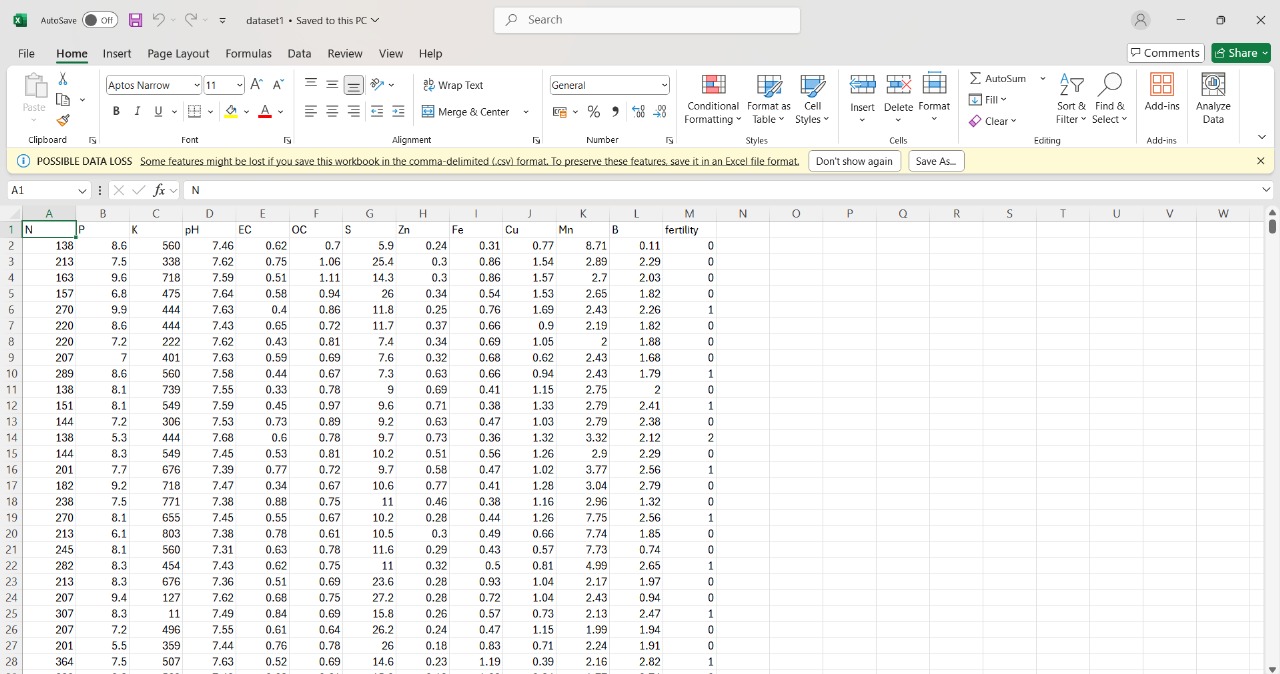 AutoSave Off dataset1 • Saved to this PC Search
File Home Insert Page Layout Formulas Data Review View Help Comments Share
Paste Aptos Narrow 11 A^ A˅ Wrap Text General Conditional Formatting Format as Table Cell Styles Insert Delete Format AutoSum Fill Clear Sort & Filter Find & Select Add-ins Analyze Data
B I U A Merge & Center % ,
Clipboard Font Alignment Number Styles Cells Editing Add-ins
POSSIBLE DATA LOSS Some features might be lost if you save this workbook in the comma-delimited (.csv) format. To preserve these features, save it in an Excel file format. Don't show again Save As...
A1 fx N
A B C D E F G H I J K L M N O P Q R S T U V W
1 N P K pH EC OC S Zn Fe Cu Mn B fertility
2 138 8.6 560 7.46 0.62 0.7 5.9 0.24 0.31 0.77 8.71 0.11 0
3 213 7.5 338 7.62 0.75 1.06 25.4 0.3 0.86 1.54 2.89 2.29 0
4 163 9.6 718 7.59 0.51 1.11 14.3 0.3 0.86 1.57 2.7 2.03 0
5 157 6.8 475 7.64 0.58 0.94 26 0.34 0.54 1.53 2.65 1.82 0
6 270 9.9 444 7.63 0.4 0.86 11.8 0.25 0.76 1.69 2.43 2.26 1
7 220 8.6 444 7.43 0.65 0.72 11.7 0.37 0.66 0.9 2.19 1.82 0
8 220 7.2 222 7.62 0.43 0.81 7.4 0.34 0.69 1.05 2 1.88 0
9 207 7 401 7.63 0.59 0.69 7.6 0.32 0.68 0.62 2.43 1.68 0
10 289 8.6 560 7.58 0.44 0.67 7.3 0.63 0.66 0.94 2.43 1.79 1
11 138 8.1 739 7.55 0.33 0.78 9 0.69 0.41 1.15 2.75 2 0
12 151 8.1 549 7.59 0.45 0.97 9.6 0.71 0.38 1.33 2.79 2.41 1
13 144 7.2 306 7.53 0.73 0.89 9.2 0.63 0.47 1.03 2.79 2.38 0
14 138 5.3 444 7.68 0.6 0.78 9.7 0.73 0.36 1.32 3.32 2.12 2
15 144 8.3 549 7.45 0.53 0.81 10.2 0.51 0.56 1.26 2.9 2.29 0
16 201 7.7 676 7.39 0.77 0.72 9.7 0.58 0.47 1.02 3.77 2.56 1
17 182 9.2 718 7.47 0.34 0.67 10.6 0.77 0.41 1.28 3.04 2.79 0
18 238 7.5 771 7.38 0.88 0.75 11 0.46 0.38 1.16 2.96 1.32 0
19 270 8.1 655 7.45 0.55 0.67 10.2 0.28 0.44 1.26 7.75 2.56 1
20 213 6.1 803 7.38 0.78 0.61 10.5 0.3 0.49 0.66 7.74 1.85 0
21 245 8.1 560 7.31 0.63 0.78 11.6 0.29 0.43 0.57 7.73 0.74 0
22 282 8.3 454 7.43 0.62 0.75 11 0.32 0.5 0.81 4.99 2.65 1
23 213 8.3 676 7.36 0.51 0.69 23.6 0.28 0.93 1.04 2.17 1.97 0
24 207 9.4 127 7.62 0.68 0.75 27.2 0.28 0.72 1.04 2.43 0.94 0
25 307 8.3 11 7.49 0.84 0.69 15.8 0.26 0.57 0.73 2.13 2.47 1
26 207 7.2 496 7.55 0.61 0.64 26.2 0.24 0.47 1.15 1.99 1.94 0
27 201 5.5 359 7.44 0.76 0.78 26 0.18 0.83 0.71 2.24 1.91 0
28 364 7.5 507 7.63 0.52 0.69 14.6 0.23 1.19 0.39 2.16 2.82 1